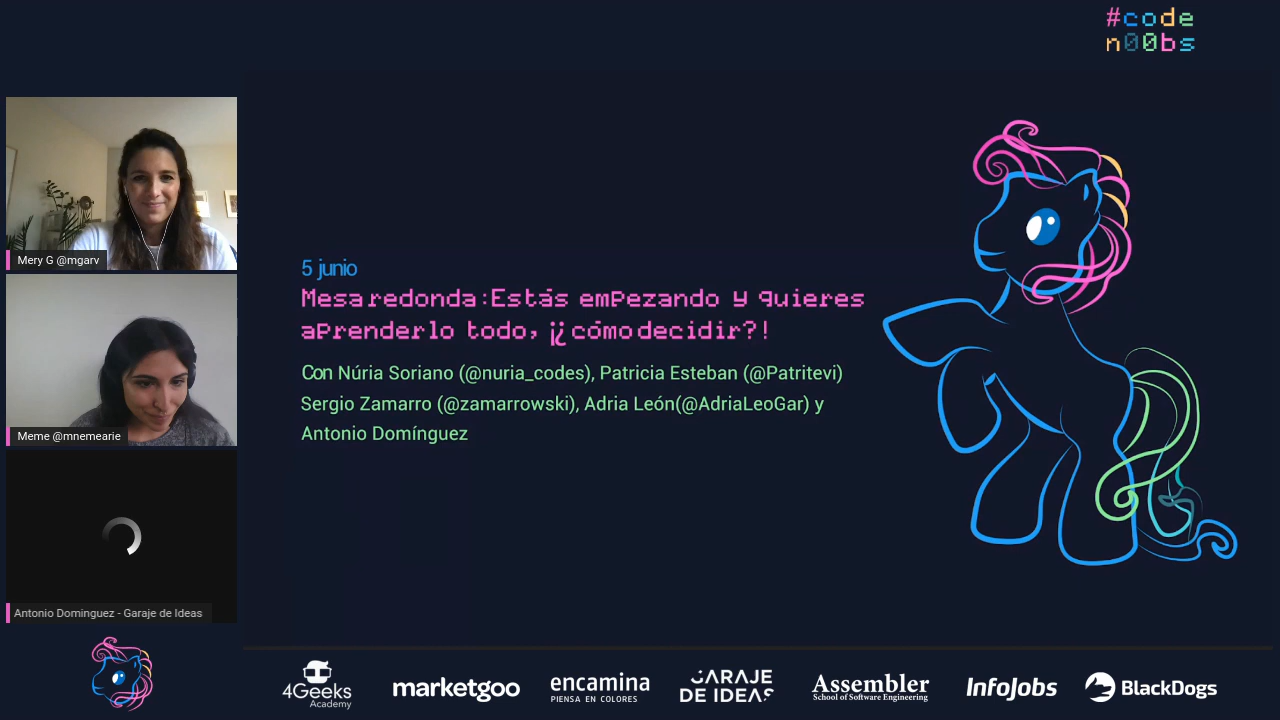 #code
n00bs
Mery G @mgarv
Meme @mnemearie
Antonio Dominguez - Garaje de Ideas
5 junio
Mesa redonda: Estás empezando y quieres
aprenderlo todo, ¡¿cómo decidir?!
Con Núria Soriano (@nuria_codes), Patricia Esteban (@Patritevi)
Sergio Zamarro (@zamarrowski), Adria León(@AdriaLeoGar) y
Antonio Domínguez
4Geeks
Academy
marketgoo
encamina
PIENSA EN COLORES
GARAJE
DE IDEAS
Assembler
School of Software Engineering
InfoJobs
BlackDogs